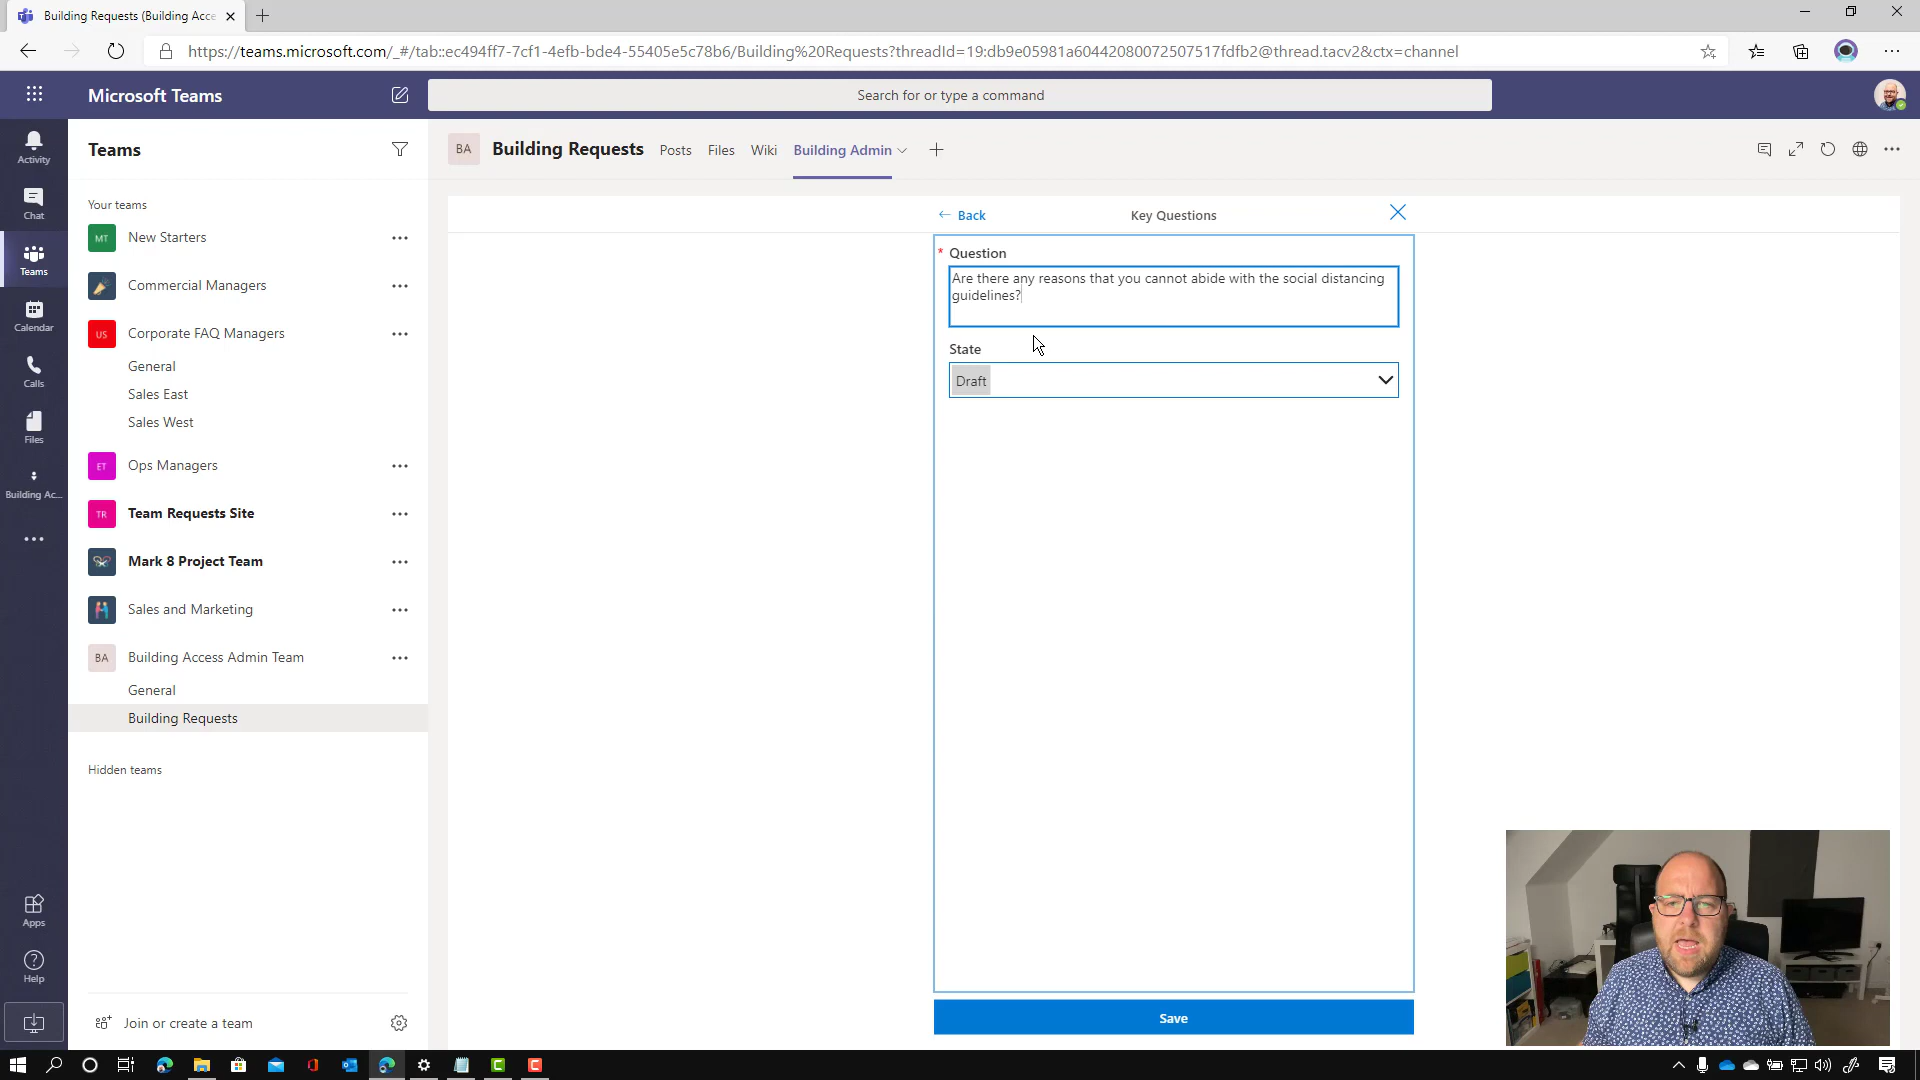 Building Requests (Building Acce
https://teams.microsoft.com/_#/tab::ec494ff7-7cf1-4efb-bde4-55405e5c78b6/Building%20Requests?threadId=19:db9e05981a60442080072507517fdfb2@thread.tacv2&ctx=channel
Microsoft Teams
Search for or type a command
Activity
Chat
Teams
Calendar
Calls
Files
Building Ac...
Apps
Help
Teams
Your teams
MT New Starters
Commercial Managers
US Corporate FAQ Managers
General
Sales East
Sales West
ET Ops Managers
TR Team Requests Site
Mark 8 Project Team
Sales and Marketing
BA Building Access Admin Team
General
Building Requests
Hidden teams
Join or create a team
BA Building Requests Posts Files Wiki Building Admin
Back Key Questions
* Question
Are there any reasons that you cannot abide with the social distancing
guidelines?
State
Draft
Save